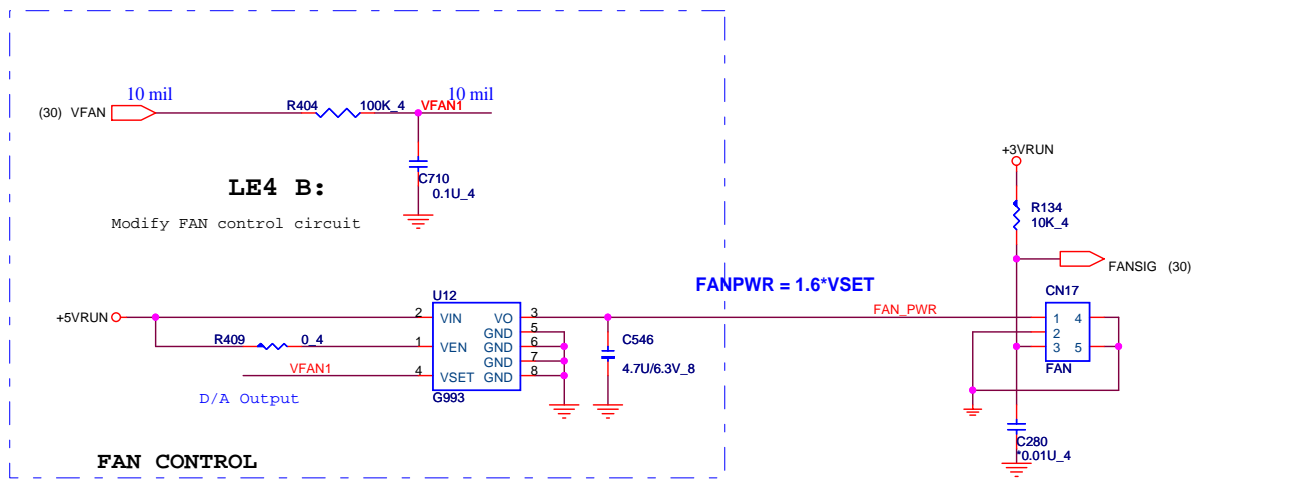 10 mil
10 mil
(30) VFAN
R404
100K_4
VFAN1
C710
0.1U_4
LE4 B:
Modify FAN control circuit
+3VRUN
R134
10K_4
FANSIG (30)
FANPWR = 1.6*VSET
CN17
U12
+5VRUN
2
VIN
VO
3
FAN_PWR
1
4
GND
5
2
R409
0_4
1
VEN
GND
6
3
5
C546
4.7U/6.3V_8
GND
7
FAN
VFAN1
4
VSET
GND
8
D/A Output
G993
C280
*0.01U_4
FAN CONTROL